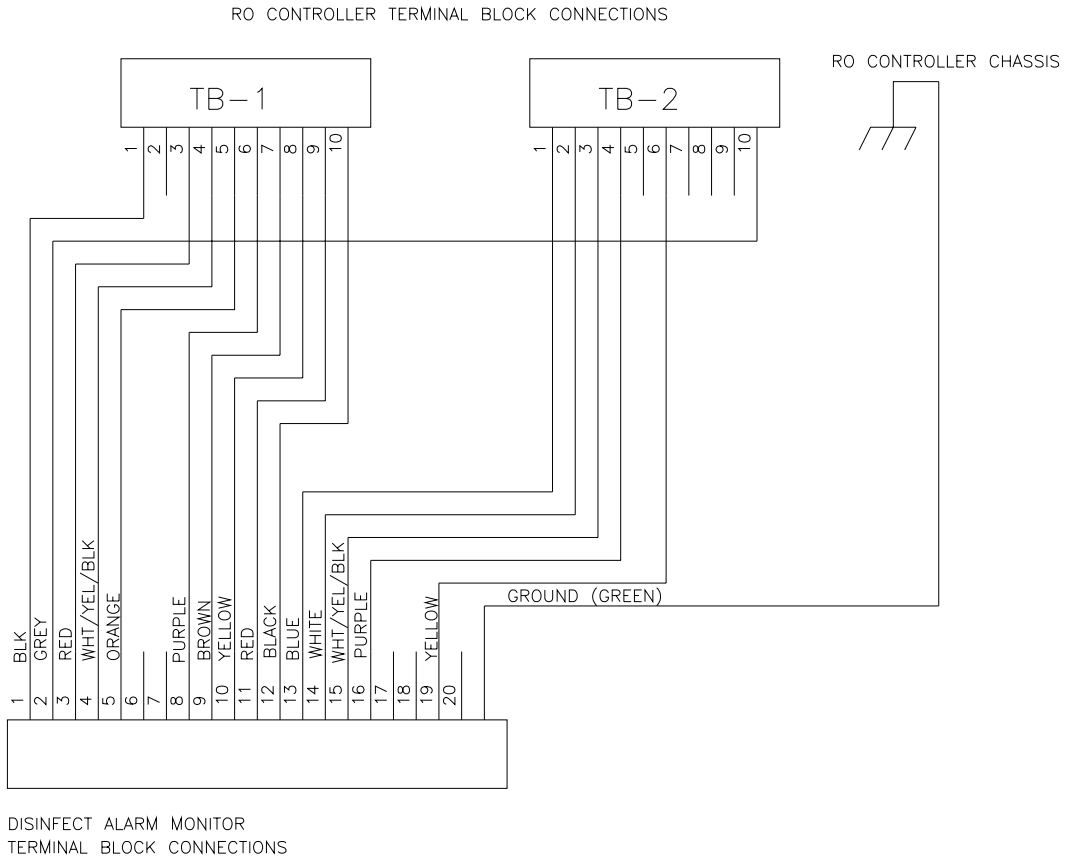 RO CONTROLLER TERMINAL BLOCK CONNECTIONS
RO CONTROLLER CHASSIS
TB-1
TB-2
1 2 3 4 5 6 7 8 9 10
1 2 3 4 5 6 7 8 9 10
GROUND (GREEN)
BLK
GREY
RED
WHT/YEL/BLK
ORANGE
PURPLE
BROWN
YELLOW
RED
BLACK
BLUE
WHITE
WHT/YEL/BLK
PURPLE
YELLOW
1 2 3 4 5 6 7 8 9 10 11 12 13 14 15 16 17 18 19 20
DISINFECT ALARM MONITOR
TERMINAL BLOCK CONNECTIONS